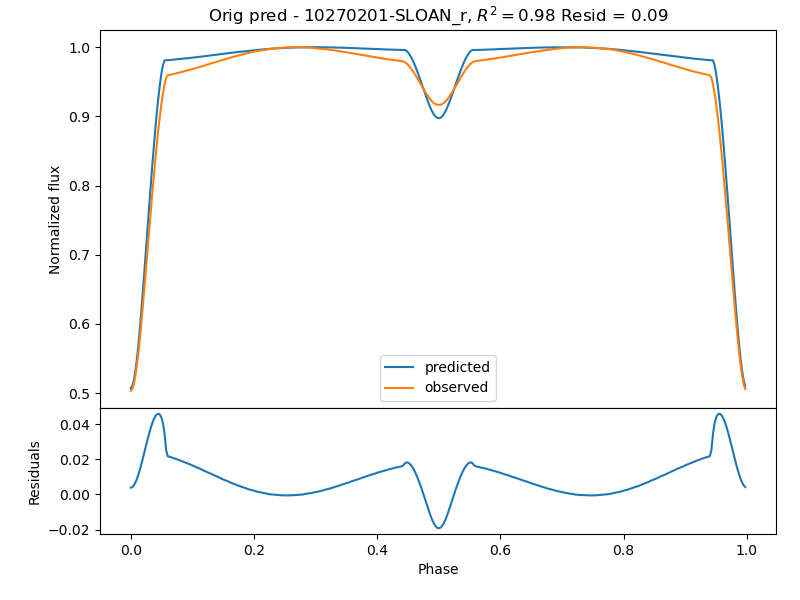 Orig pred - 10270201-SLOAN_r, R² = 0.98 Resid = 0.09
1.0
0.9
0.8
0.7
0.6
0.5
Normalized flux
predicted
observed
0.04
0.02
0.00
−0.02
Residuals
0.0 0.2 0.4 0.6 0.8 1.0
Phase